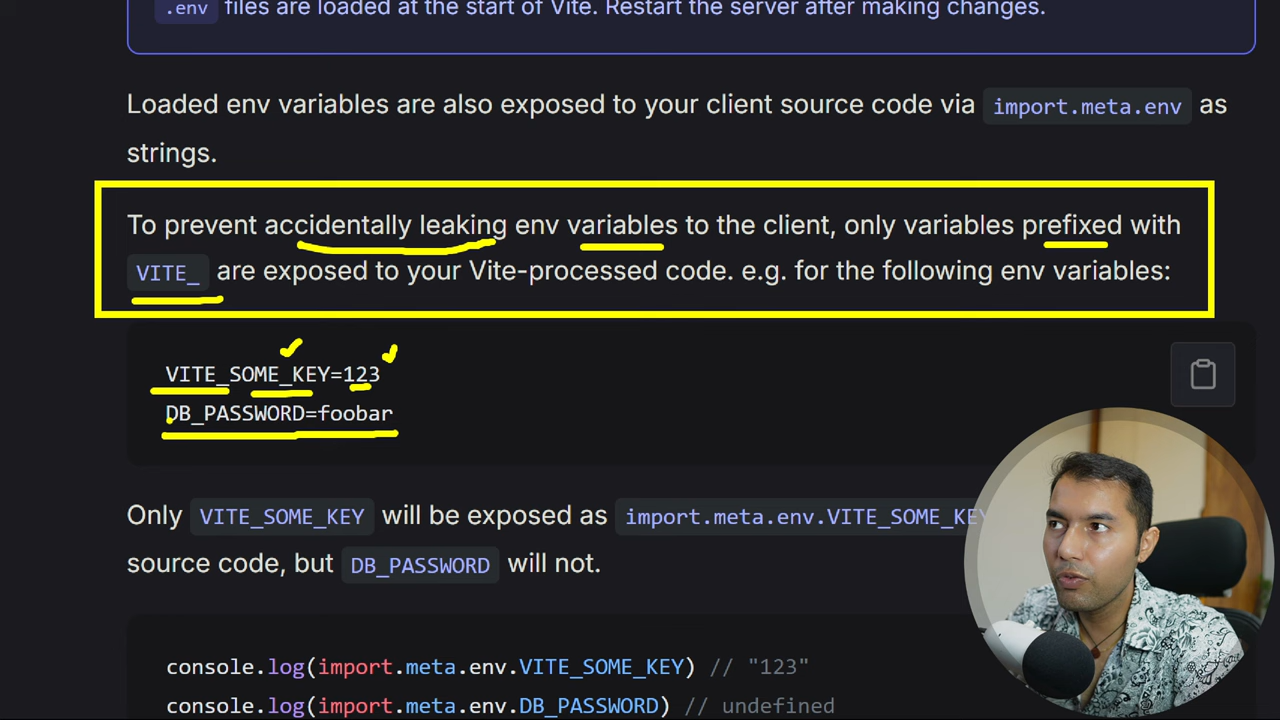 .env files are loaded at the start of Vite. Restart the server after making changes.
Loaded env variables are also exposed to your client source code via import.meta.env as
strings.
To prevent accidentally leaking env variables to the client, only variables prefixed with
VITE_ are exposed to your Vite-processed code. e.g. for the following env variables:
VITE_SOME_KEY=123
DB_PASSWORD=foobar
Only VITE_SOME_KEY will be exposed as import.meta.env.VITE_SOME_KEY
source code, but DB_PASSWORD will not.
console.log(import.meta.env.VITE_SOME_KEY) // "123"
console.log(import.meta.env.DB_PASSWORD) // undefined